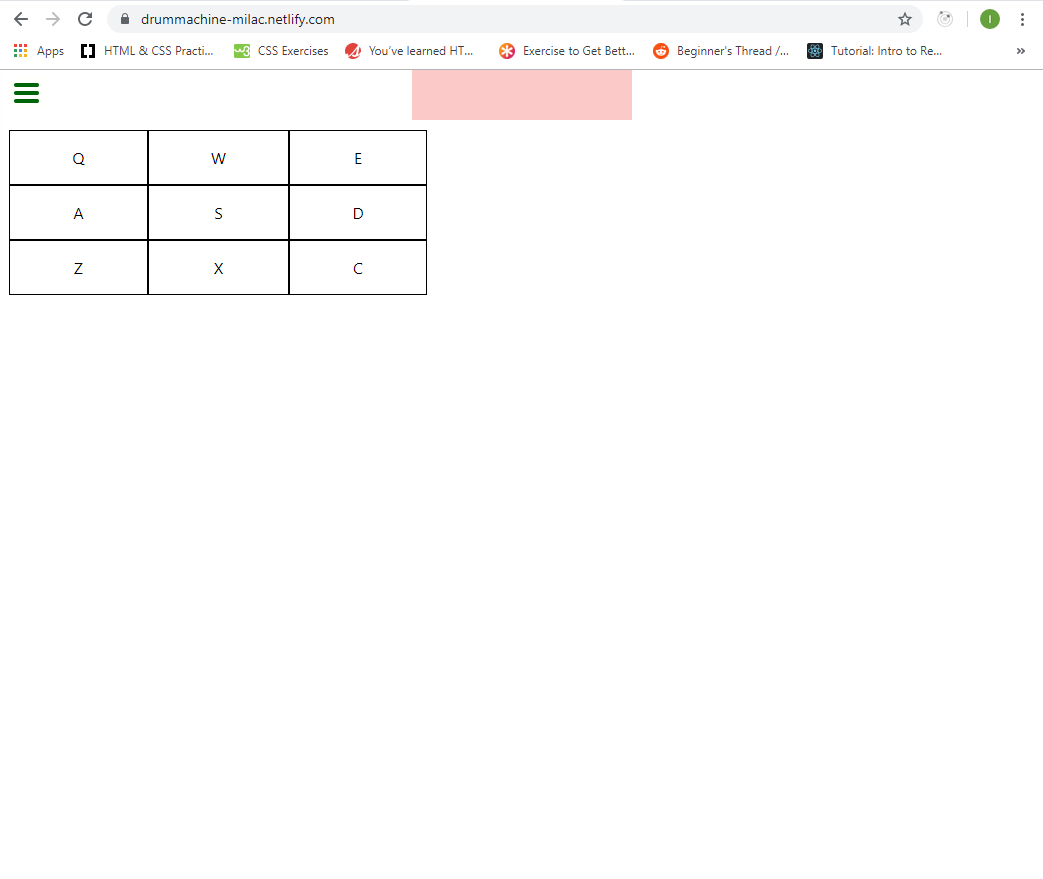 drummachine-milac.netlify.com
I
Apps
HTML & CSS Practi...
w3
CSS Exercises
You've learned HT...
Exercise to Get Bett...
Beginner's Thread /...
Tutorial: Intro to Re...
»
Q W E
A S D
Z X C